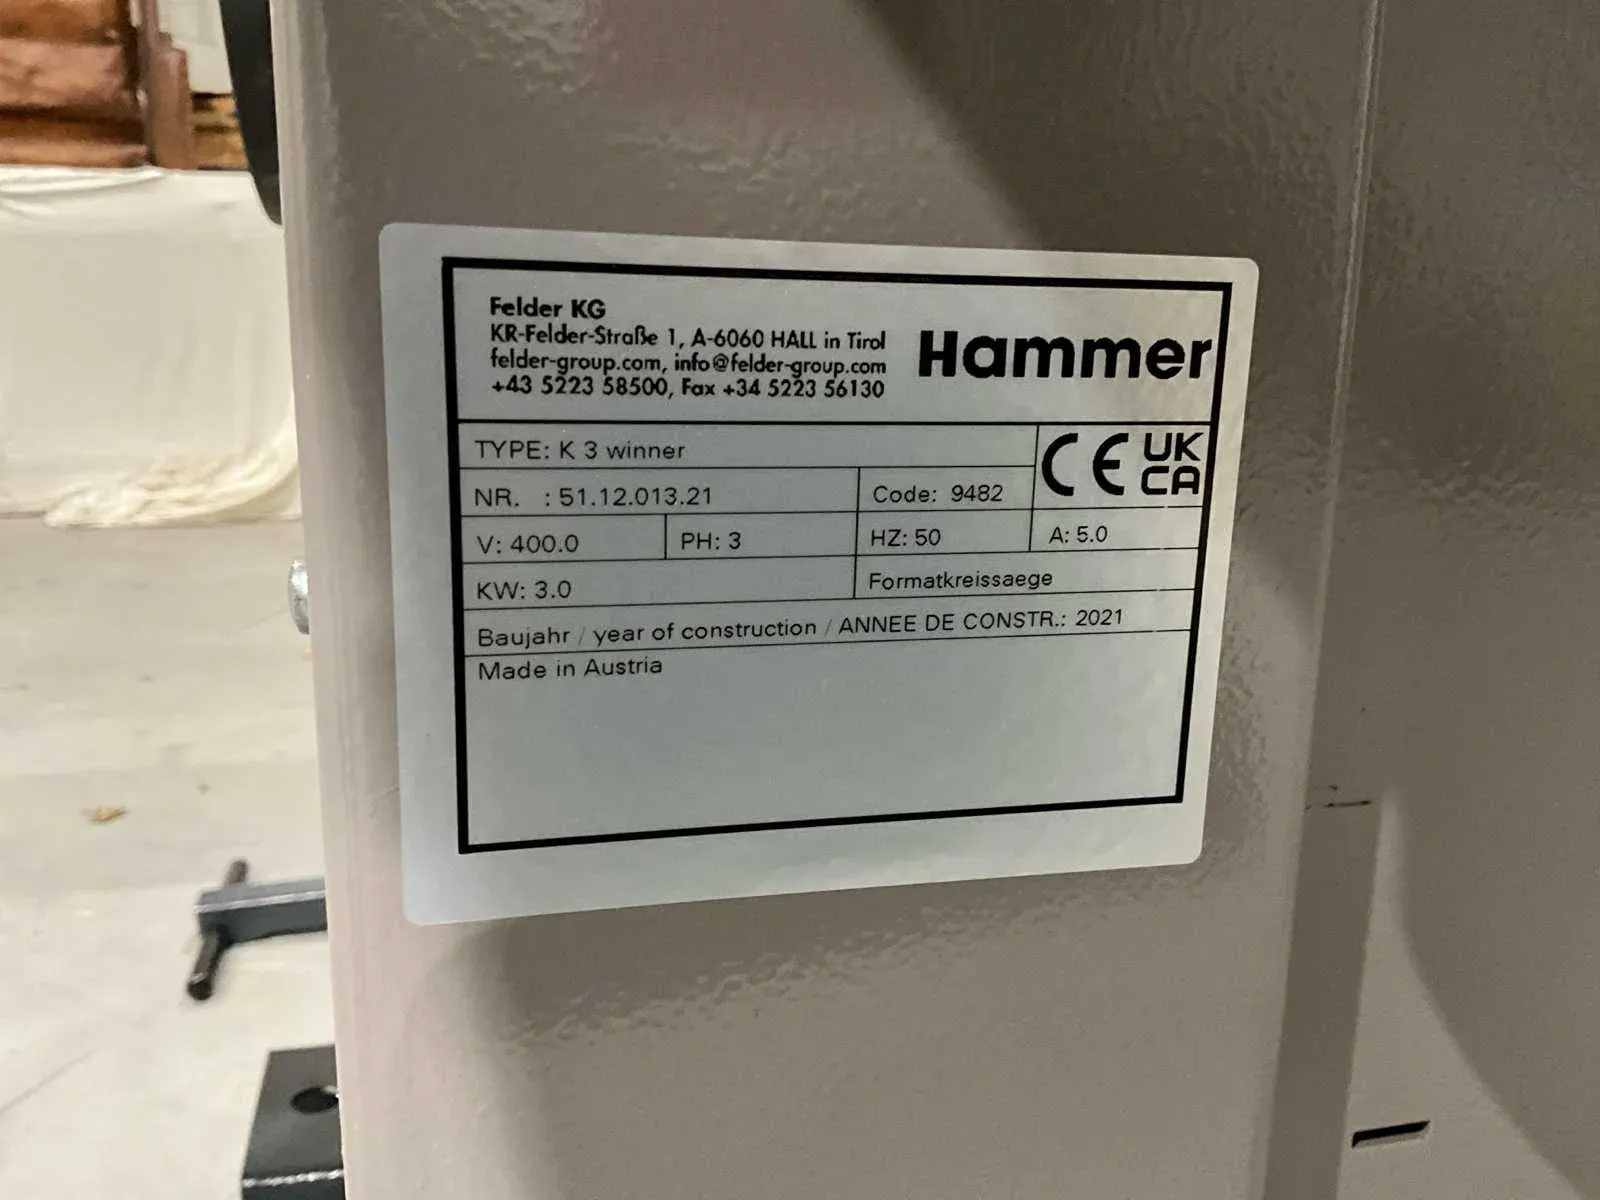 Felder KG
KR-Felder-Straße 1, A-6060 HALL in Tirol
felder-group.com, info@felder-group.com
+43 5223 58500, Fax +34 5223 56130
Hammer
TYPE: K 3 winner
CE UK CA
NR. : 51.12.013.21 Code: 9482
V: 400.0 PH: 3 HZ: 50 A: 5.0
KW: 3.0 Formatkreissaege
Baujahr / year of construction / ANNEE DE CONSTR.: 2021
Made in Austria